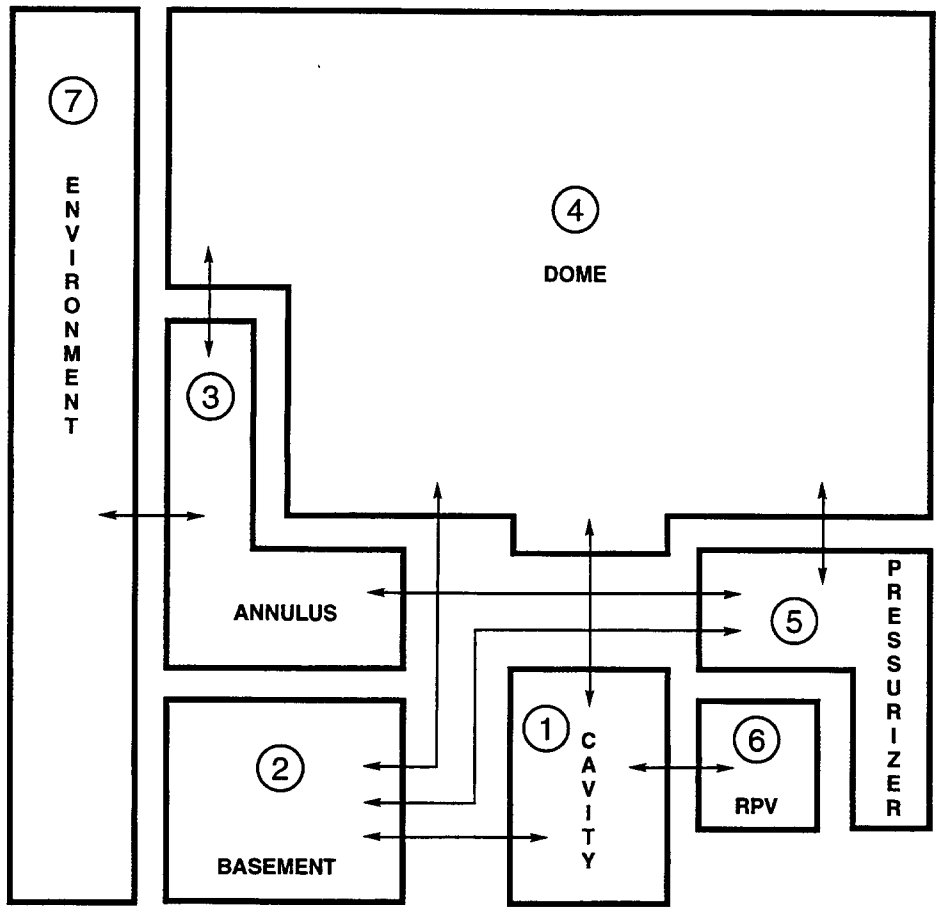 7
ENVIRONMENT
4
DOME
3
ANNULUS
5
PRESSURIZER
1
CAVITY
6
RPV
2
BASEMENT